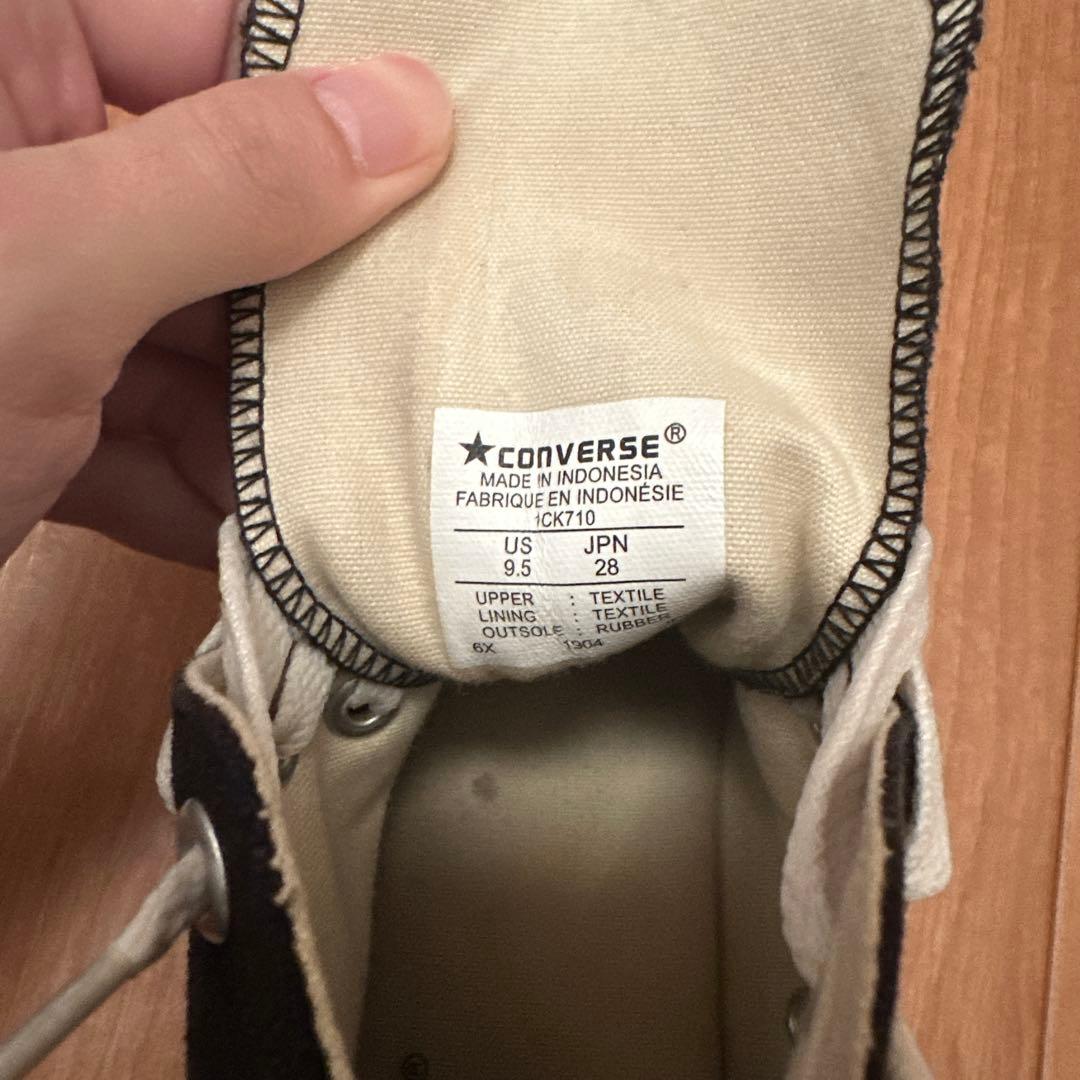 ★CONVERSE®
MADE IN INDONESIA
FABRIQUE EN INDONÉSIE
1CK710
US JPN
9.5 28
UPPER : TEXTILE
LINING : TEXTILE
OUTSOLE : RUBBER
6X 1904